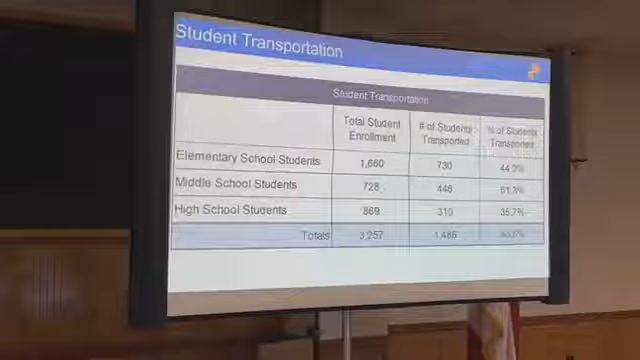 Student Transportation
Student Transportation
Total Student Enrollment # of Students Transported % of Students Transported
Elementary School Students 1,660 730 44.0%
Middle School Students 728 446 61.3%
High School Students 869 310 35.7%
Totals 3,257 1,486